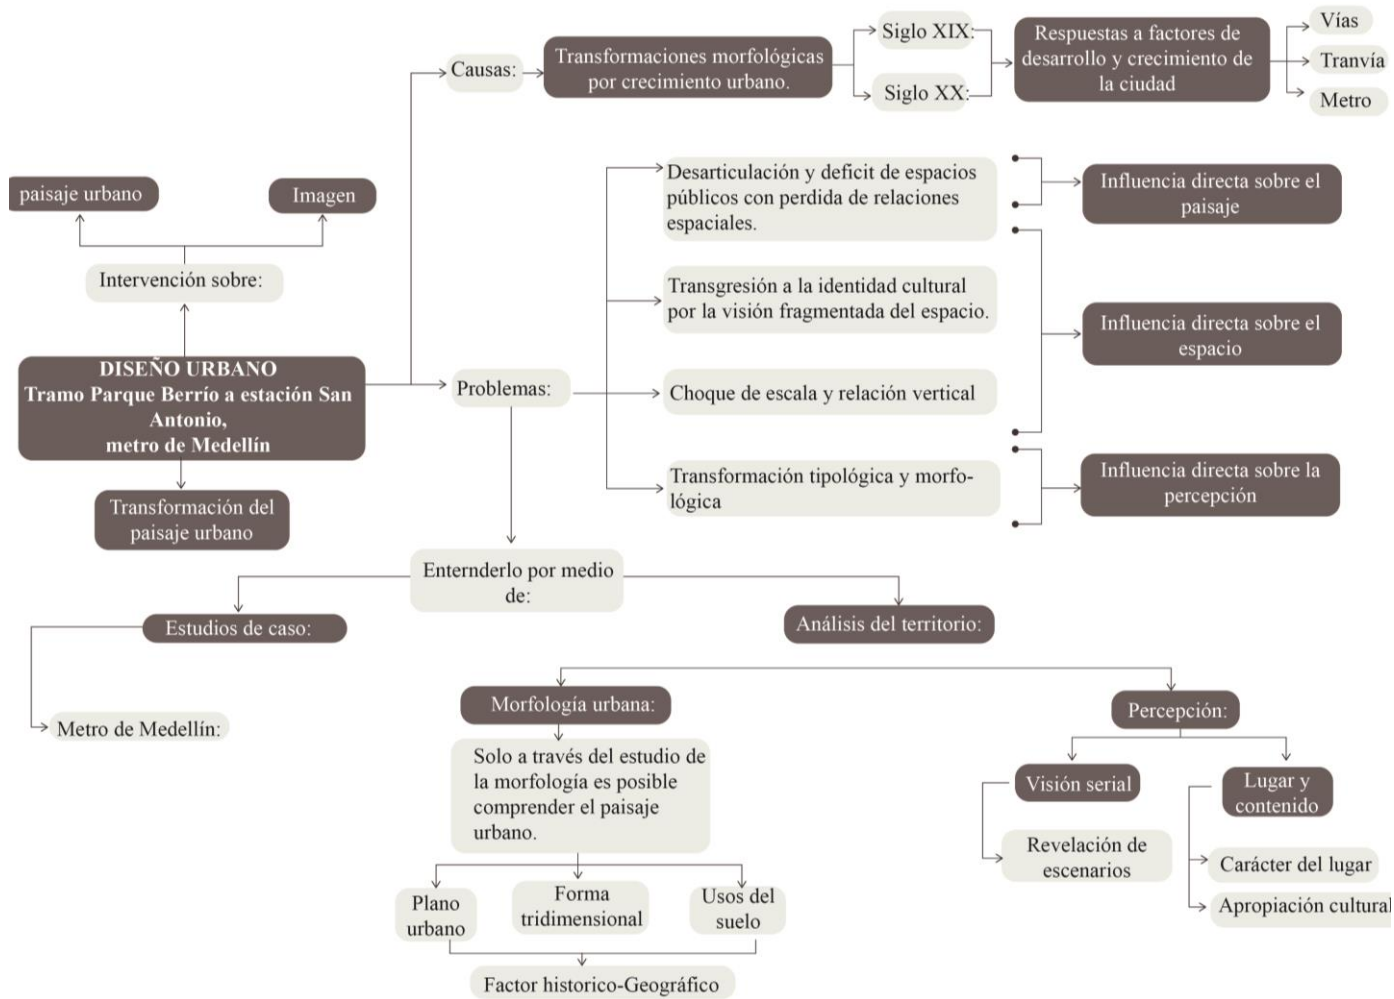 Causas:
Transformaciones morfológicas
por crecimiento urbano.
Siglo XIX:
Siglo XX:
Respuestas a factores de
desarrollo y crecimiento de
la ciudad
Vías
Tranvía
Metro
paisaje urbano
Imagen
Intervención sobre:
DISEÑO URBANO
Tramo Parque Berrío a estación San
Antonio,
metro de Medellín
Transformación del
paisaje urbano
Problemas:
Desarticulación y deficit de espacios
públicos con perdida de relaciones
espaciales.
Transgresión a la identidad cultural
por la visión fragmentada del espacio.
Choque de escala y relación vertical
Transformación tipológica y morfo-
lógica
Influencia directa sobre el
paisaje
Influencia directa sobre el
espacio
Influencia directa sobre la
percepción
Enternderlo por medio
de:
Estudios de caso:
Metro de Medellín:
Análisis del territorio:
Morfología urbana:
Solo a través del estudio de
la morfología es posible
comprender el paisaje
urbano.
Plano
urbano
Forma
tridimensional
Usos del
suelo
Factor historico-Geográfico
Percepción:
Visión serial
Revelación de
escenarios
Lugar y
contenido
Carácter del lugar
Apropiación cultural